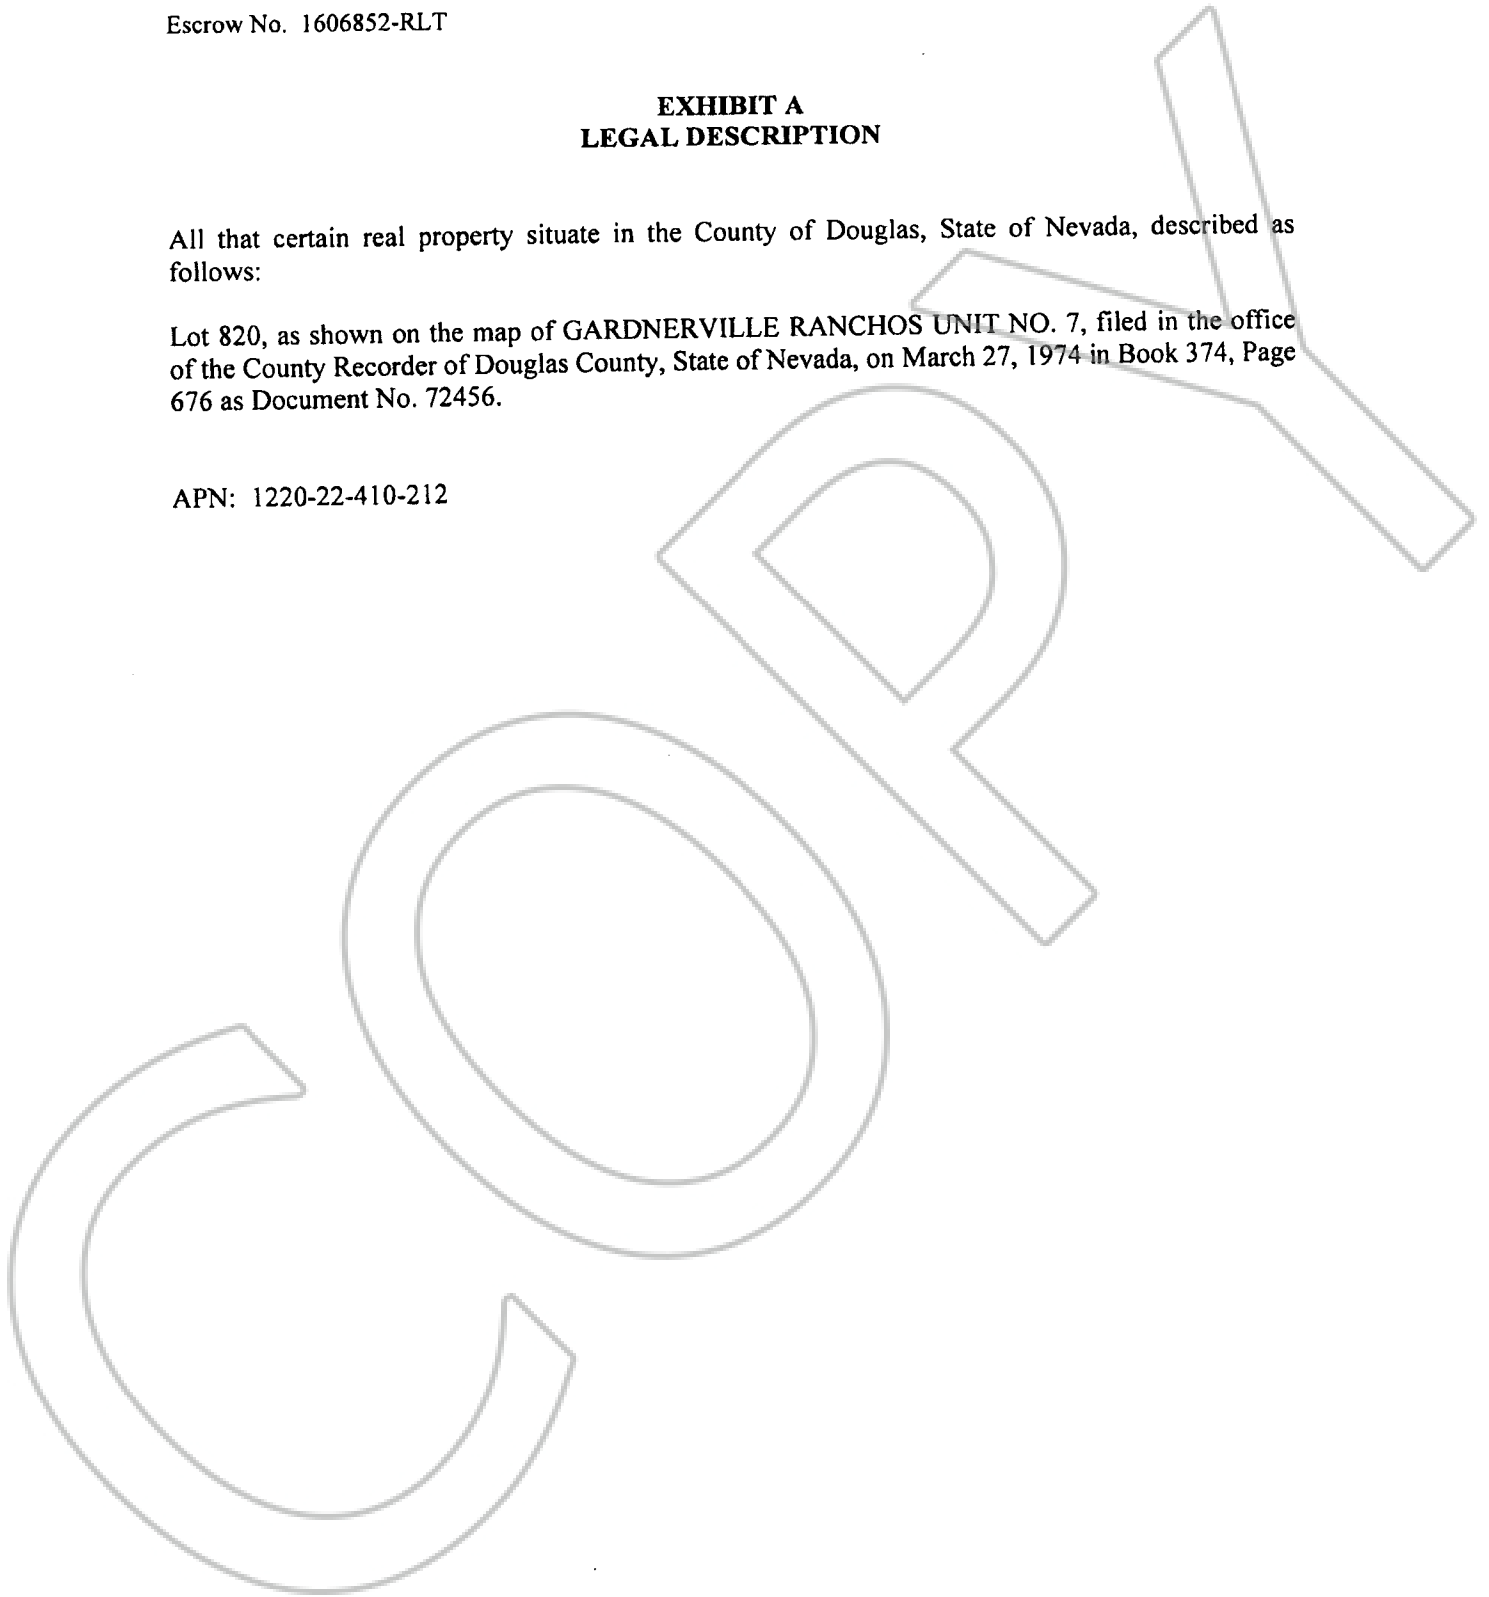 Escrow No. 1606852-RLT
EXHIBIT A
LEGAL DESCRIPTION
All that certain real property situate in the County of Douglas, State of Nevada, described as
follows:
Lot 820, as shown on the map of GARDNERVILLE RANCHOS UNIT NO. 7, filed in the office
of the County Recorder of Douglas County, State of Nevada, on March 27, 1974 in Book 374, Page
676 as Document No. 72456.
APN: 1220-22-410-212
COPY